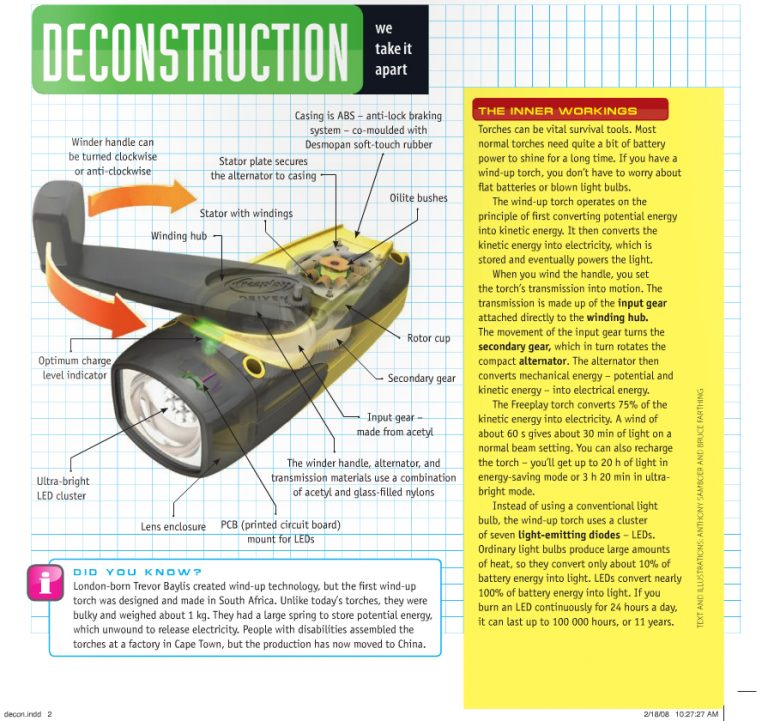 DECONSTRUCTION
we
take it
apart
Winder handle can
be turned clockwise
or anti-clockwise
Casing is ABS – anti-lock braking
system – co-moulded with
Desmopan soft-touch rubber
Stator plate secures
the alternator to casing
Oilite bushes
Stator with windings
Winding hub
freeplay
DRIVEN
Rotor cup
Optimum charge
level indicator
Secondary gear
Input gear –
made from acetyl
The winder handle, alternator, and
transmission materials use a combination
of acetyl and glass-filled nylons
Ultra-bright
LED cluster
Lens enclosure
PCB (printed circuit board)
mount for LEDs
i
DID YOU KNOW?
London-born Trevor Baylis created wind-up technology, but the first wind-up
torch was designed and made in South Africa. Unlike today's torches, they were
bulky and weighed about 1 kg. They had a large spring to store potential energy,
which unwound to release electricity. People with disabilities assembled the
torches at a factory in Cape Town, but the production has now moved to China.
THE INNER WORKINGS
Torches can be vital survival tools. Most
normal torches need quite a bit of battery
power to shine for a long time. If you have a
wind-up torch, you don't have to worry about
flat batteries or blown light bulbs.
The wind-up torch operates on the
principle of first converting potential energy
into kinetic energy. It then converts the
kinetic energy into electricity, which is
stored and eventually powers the light.
When you wind the handle, you set
the torch's transmission into motion. The
transmission is made up of the input gear
attached directly to the winding hub.
The movement of the input gear turns the
secondary gear, which in turn rotates the
compact alternator. The alternator then
converts mechanical energy – potential and
kinetic energy – into electrical energy.
The Freeplay torch converts 75% of the
kinetic energy into electricity. A wind of
about 60 s gives about 30 min of light on a
normal beam setting. You can also recharge
the torch – you'll get up to 20 h of light in
energy-saving mode or 3 h 20 min in ultra-
bright mode.
Instead of using a conventional light
bulb, the wind-up torch uses a cluster
of seven light-emitting diodes – LEDs.
Ordinary light bulbs produce large amounts
of heat, so they convert only about 10% of
battery energy into light. LEDs convert nearly
100% of battery energy into light. If you
burn an LED continuously for 24 hours a day,
it can last up to 100 000 hours, or 11 years.
TEXT AND ILLUSTRATIONS: ANTHONY SAMBOER AND BRUCE FARTHING
decon.indd 2
2/18/08 10:27:27 AM